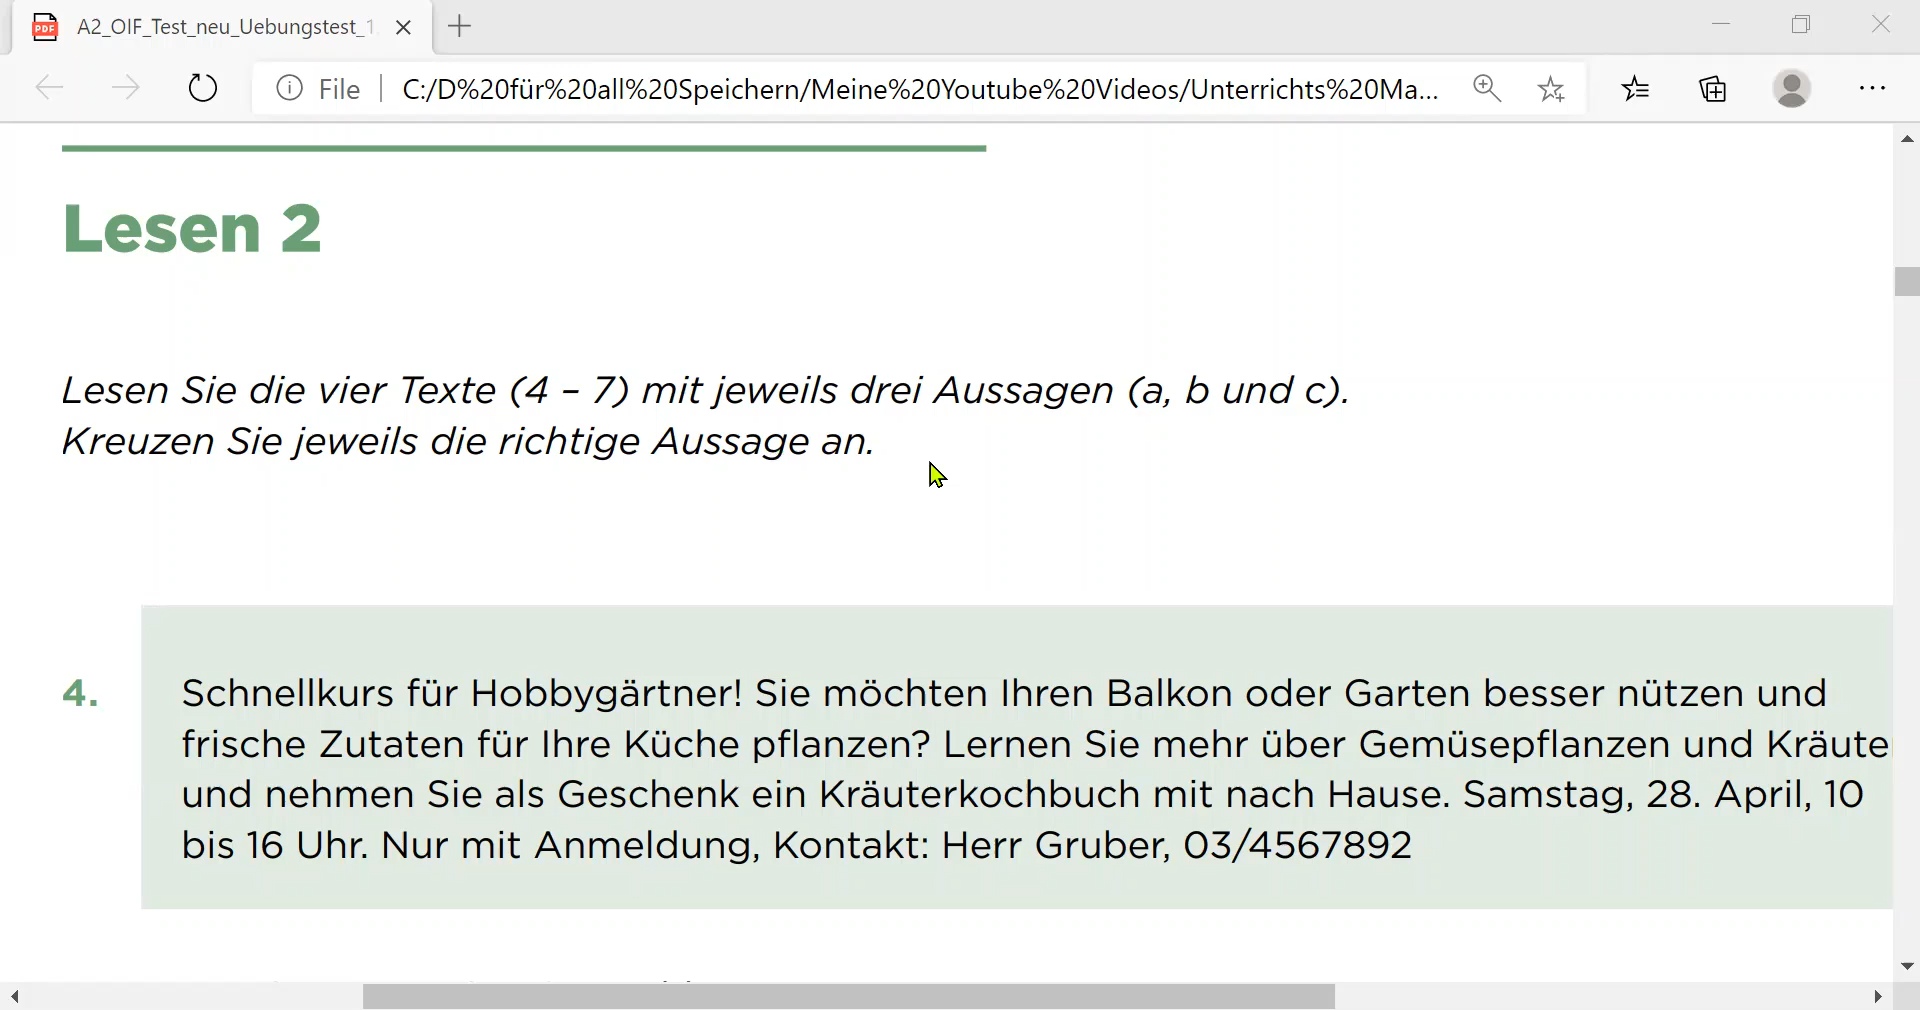 A2_OIF_Test_neu_Uebungstest_1
File
C:/D%20für%20all%20Speichern/Meine%20Youtube%20Videos/Unterrichts%20Ma...
Lesen 2
Lesen Sie die vier Texte (4 – 7) mit jeweils drei Aussagen (a, b und c).
Kreuzen Sie jeweils die richtige Aussage an.
4. Schnellkurs für Hobbygärtner! Sie möchten Ihren Balkon oder Garten besser nützen und
frische Zutaten für Ihre Küche pflanzen? Lernen Sie mehr über Gemüsepflanzen und Kräute
und nehmen Sie als Geschenk ein Kräuterkochbuch mit nach Hause. Samstag, 28. April, 10
bis 16 Uhr. Nur mit Anmeldung, Kontakt: Herr Gruber, 03/4567892